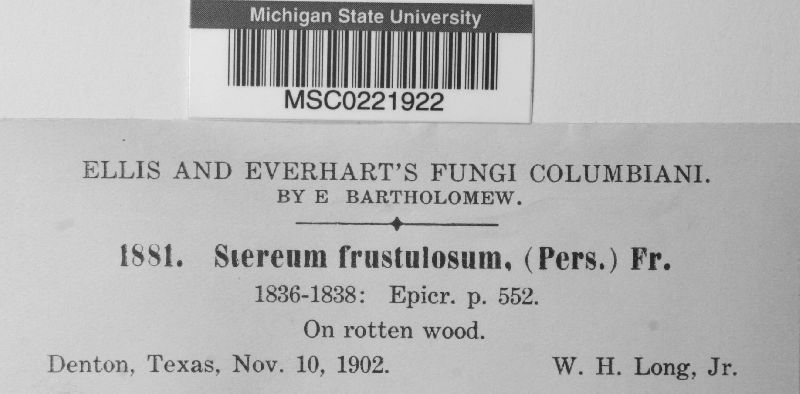 Michigan State University
MSC0221922
ELLIS AND EVERHART'S FUNGI COLUMBIANI.
BY E BARTHOLOMEW.
1881. Stereum frustulosum, (Pers.) Fr.
1836-1838: Epicr. p. 552.
On rotten wood.
Denton, Texas, Nov. 10, 1902. W. H. Long, Jr.